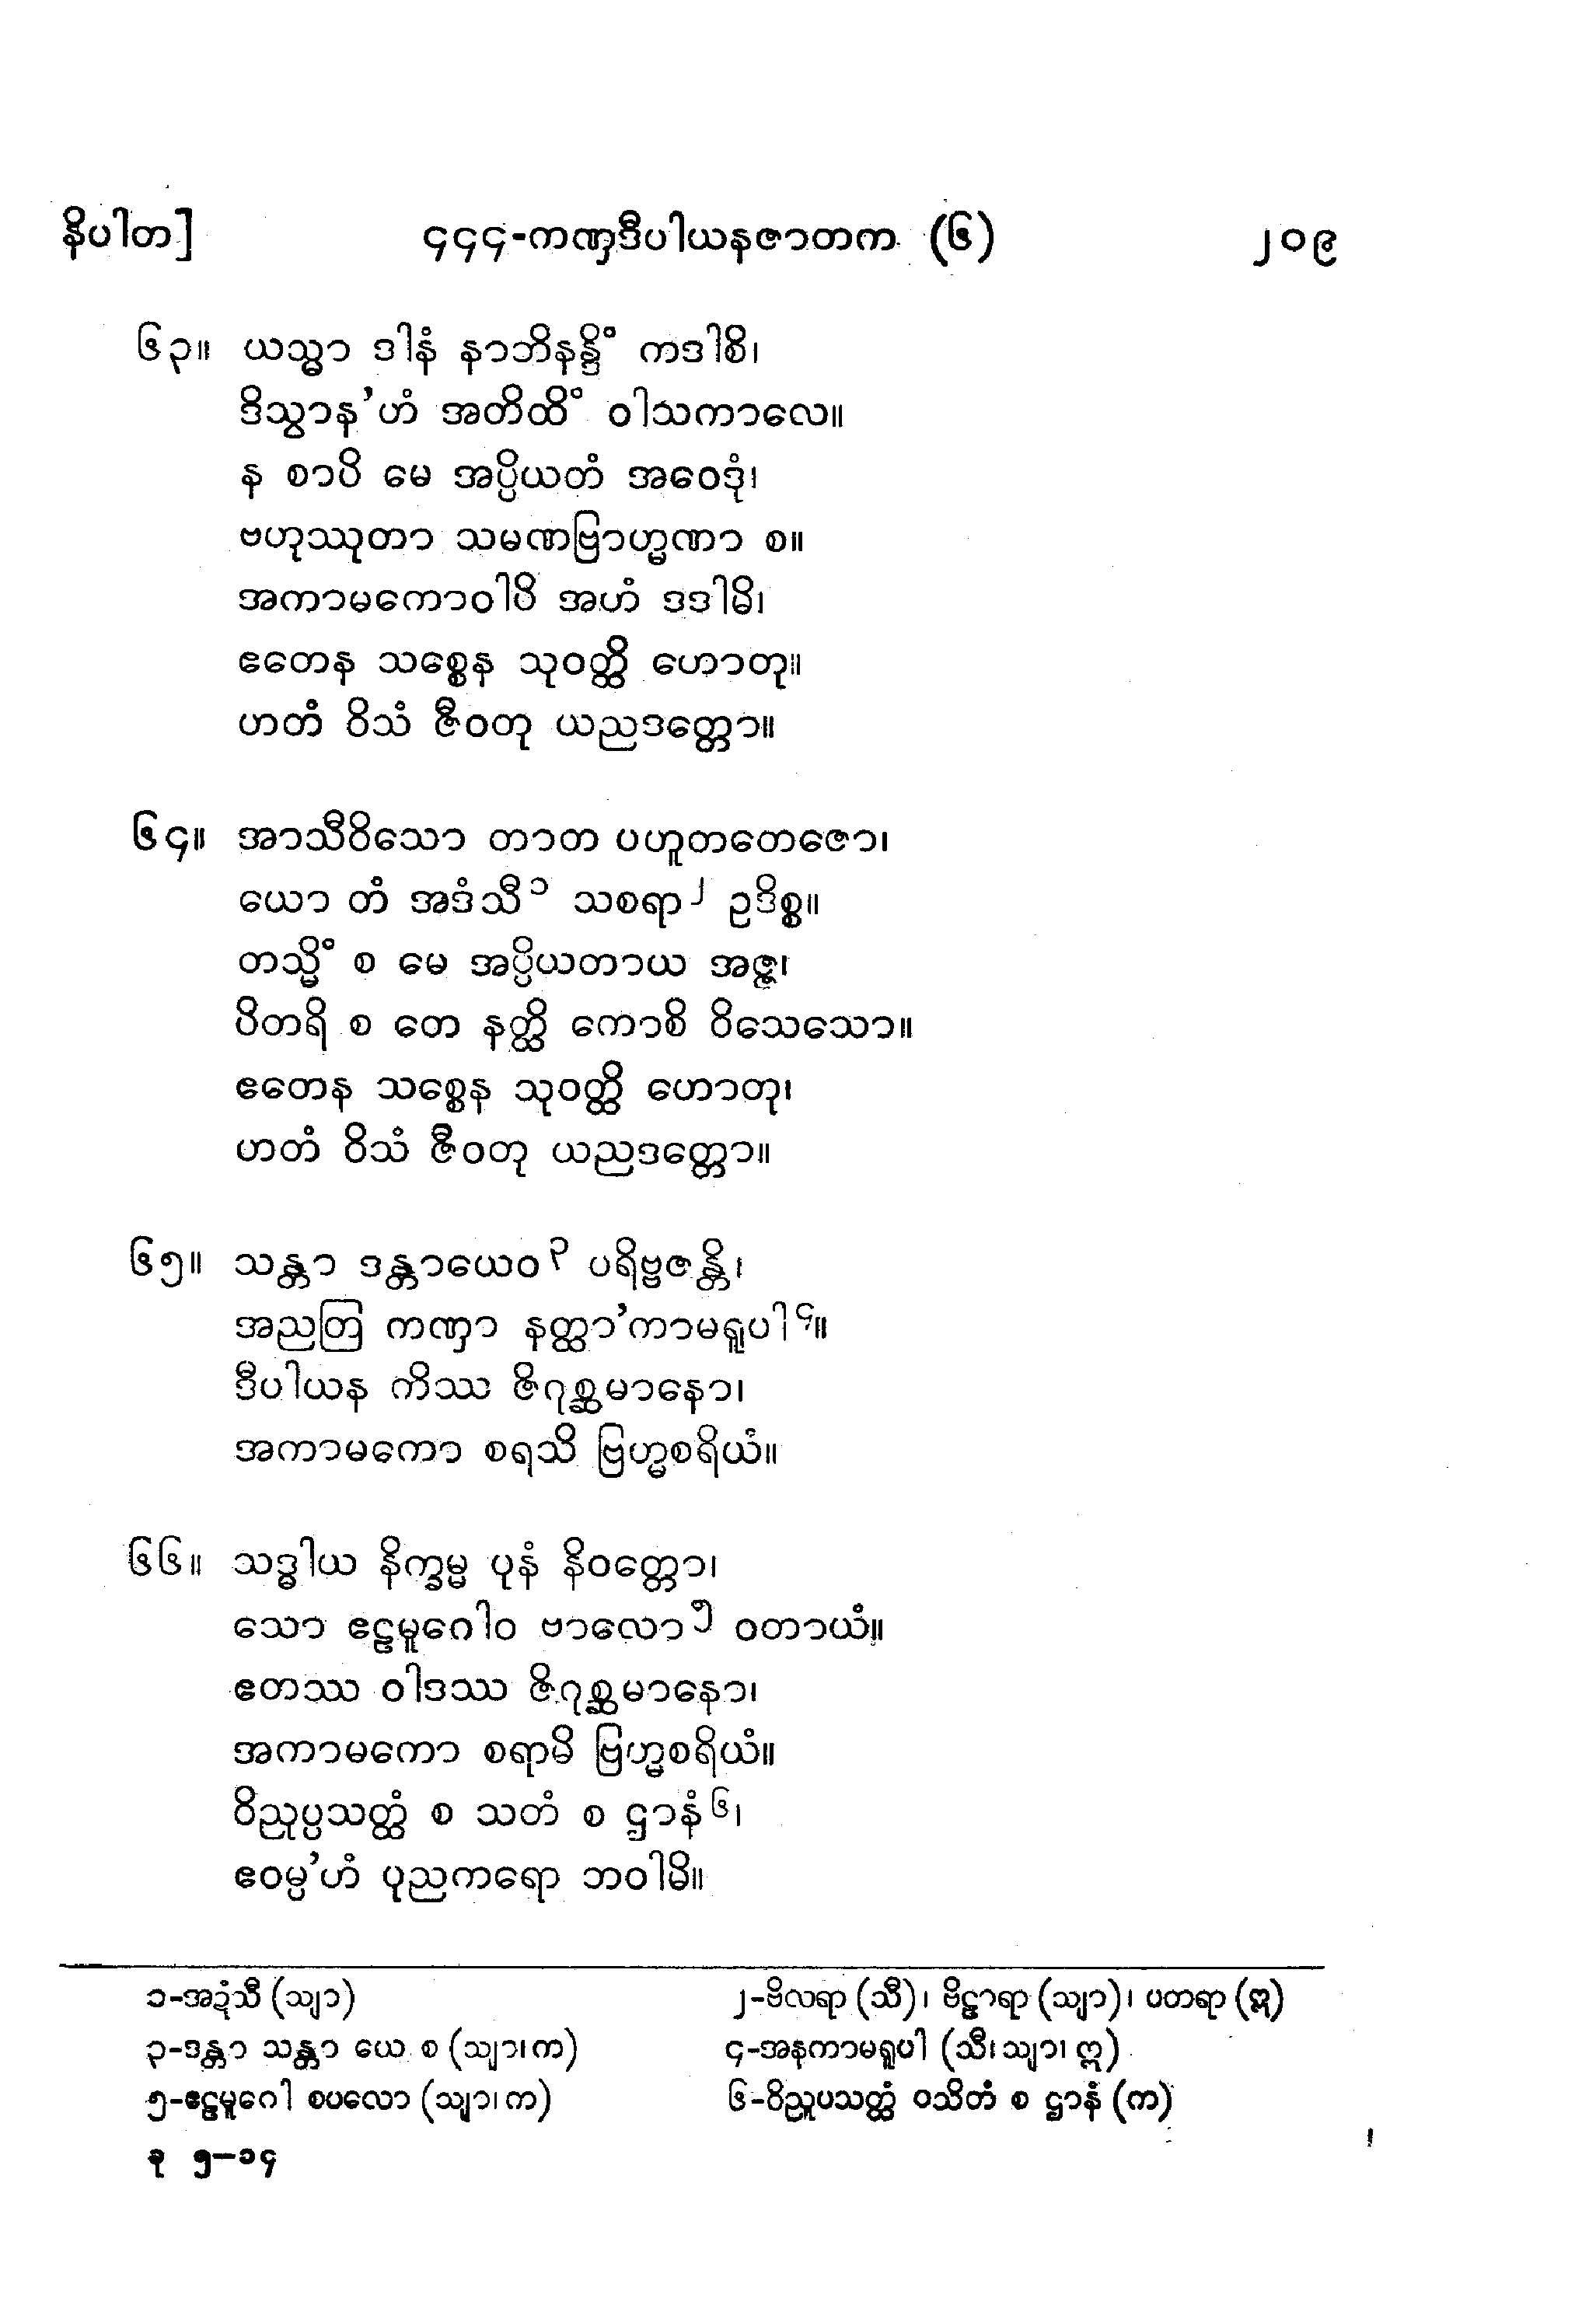 နိပါတ]	၄၄၄-ကဏှဒီပါယနဇာတက (၆)	၂၀၉
၆၃။ ယသ္မာ ဒါနံ နာဘိနန္ဒိံ ကဒါစိ၊
ဒိသွာန’ဟံ အတိထိံ ဝါသကာလေ။
န စာပိ မေ အပ္ပိယတံ အဝေဒုံ၊
ဗဟုဿုတာ သမဏဗြာဟ္မဏာ စ။
အကာမကောဝါပိ အဟံ ဒဒါမိ၊
ဧတေန သစ္စေန သုဝတ္ထိ ဟောတု။
ဟတံ ဝိသံ ဇီဝတု ယညဒတ္တော။
၆၄။ အာသီဝိသော တာတ ပဟူတတေဇော၊
ယော တံ အဒံသီ၁ သစရာ၂ ဥဒိစ္စ။
တသ္မိံ စ မေ အပ္ပိယတာယ အဇ္ဇ၊
ပိတရိ စ တေ နတ္ထိ ကောစိ ဝိသေသော။
ဧတေန သစ္စေန သုဝတ္ထိ ဟောတု၊
ဟတံ ဝိသံ ဇီဝတု ယညဒတ္တော။
၆၅။ သန္တာ ဒန္တာယေဝ၃ ပရိဗ္ဗဇန္တိ၊
အညတြ ကဏှာ နတ္ထာ’ကာမရူပါ၄။
ဒီပါယန ကိဿ ဇိဂုစ္ဆမာနော၊
အကာမကော စရသိ ဗြဟ္မစရိယံ။
၆၆။ သဒ္ဓါယ နိက္ခမ္မ ပုနံ နိဝတ္တော၊
သော ဧဠမူဂေါဝ ဗာလော၅ ဝတာယံ။
ဧတဿ ဝါဒဿ ဇိဂုစ္ဆမာနော၊
အကာမကော စရာမိ ဗြဟ္မစရိယံ။
ဝိညုပ္ပသတ္ထံ စ သတံ စ ဌာနံ၆၊
ဧဝမ္ပ’ဟံ ပုညကရော ဘဝါမိ။
၁-အဍံသီ (သျာ)	၂-ဗိလရာ (သီ)၊ ဗိဠာရာ (သျာ)၊ ပတရာ (ဣ)
၃-ဒန္တာ သန္တာ ယေ စ (သျာ၊ က)	၄-အနကာမရူပါ (သီ၊ သျာ၊ ဣ)
၅-ဧဠမူဂေါ စပလော (သျာ၊ က)	၆-ဝိညူပသတ္ထံ ဝသိတံ စ ဌာနံ (က)
ခု ၅–၁၄